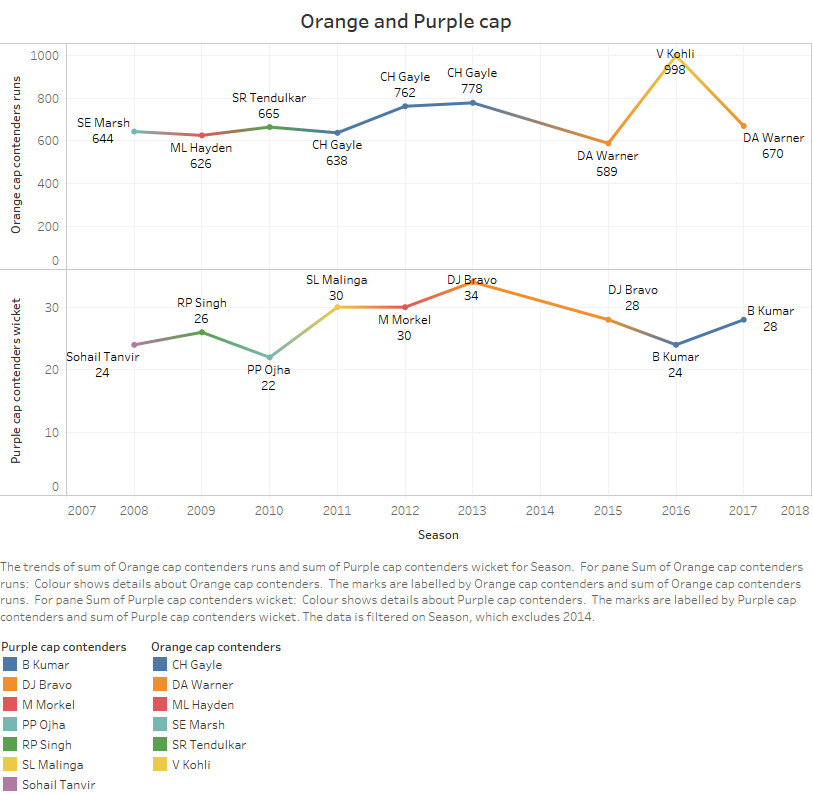 Orange and Purple cap
Orange cap contenders runs
1000
800
600
400
200
0
SE Marsh
644
ML Hayden
626
SR Tendulkar
665
CH Gayle
638
CH Gayle
762
CH Gayle
778
DA Warner
589
V Kohli
998
DA Warner
670
Purple cap contenders wicket
30
20
10
0
Sohail Tanvir
24
RP Singh
26
PP Ojha
22
SL Malinga
30
M Morkel
30
DJ Bravo
34
DJ Bravo
28
B Kumar
24
B Kumar
28
2007 2008 2009 2010 2011 2012 2013 2014 2015 2016 2017 2018
Season
The trends of sum of Orange cap contenders runs and sum of Purple cap contenders wicket for Season.  For pane Sum of Orange cap contenders
runs:  Colour shows details about Orange cap contenders.  The marks are labelled by Orange cap contenders and sum of Orange cap contenders
runs.  For pane Sum of Purple cap contenders wicket:  Colour shows details about Purple cap contenders.  The marks are labelled by Purple cap
contenders and sum of Purple cap contenders wicket. The data is filtered on Season, which excludes 2014.
Purple cap contenders
B Kumar
DJ Bravo
M Morkel
PP Ojha
RP Singh
SL Malinga
Sohail Tanvir
Orange cap contenders
CH Gayle
DA Warner
ML Hayden
SE Marsh
SR Tendulkar
V Kohli